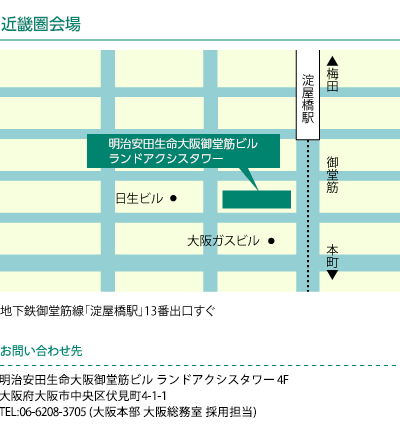 近畿圏会場
▲
梅田
淀屋橋駅
明治安田生命大阪御堂筋ビル
ランドアクシスタワー
御堂筋
日生ビル ●
大阪ガスビル ●
本町
▼
地下鉄御堂筋線「淀屋橋駅」13番出口すぐ
お問い合わせ先
明治安田生命大阪御堂筋ビル ランドアクシスタワー 4F
大阪府大阪市中央区伏見町4-1-1
TEL:06-6208-3705 (大阪本部 大阪総務室 採用担当)